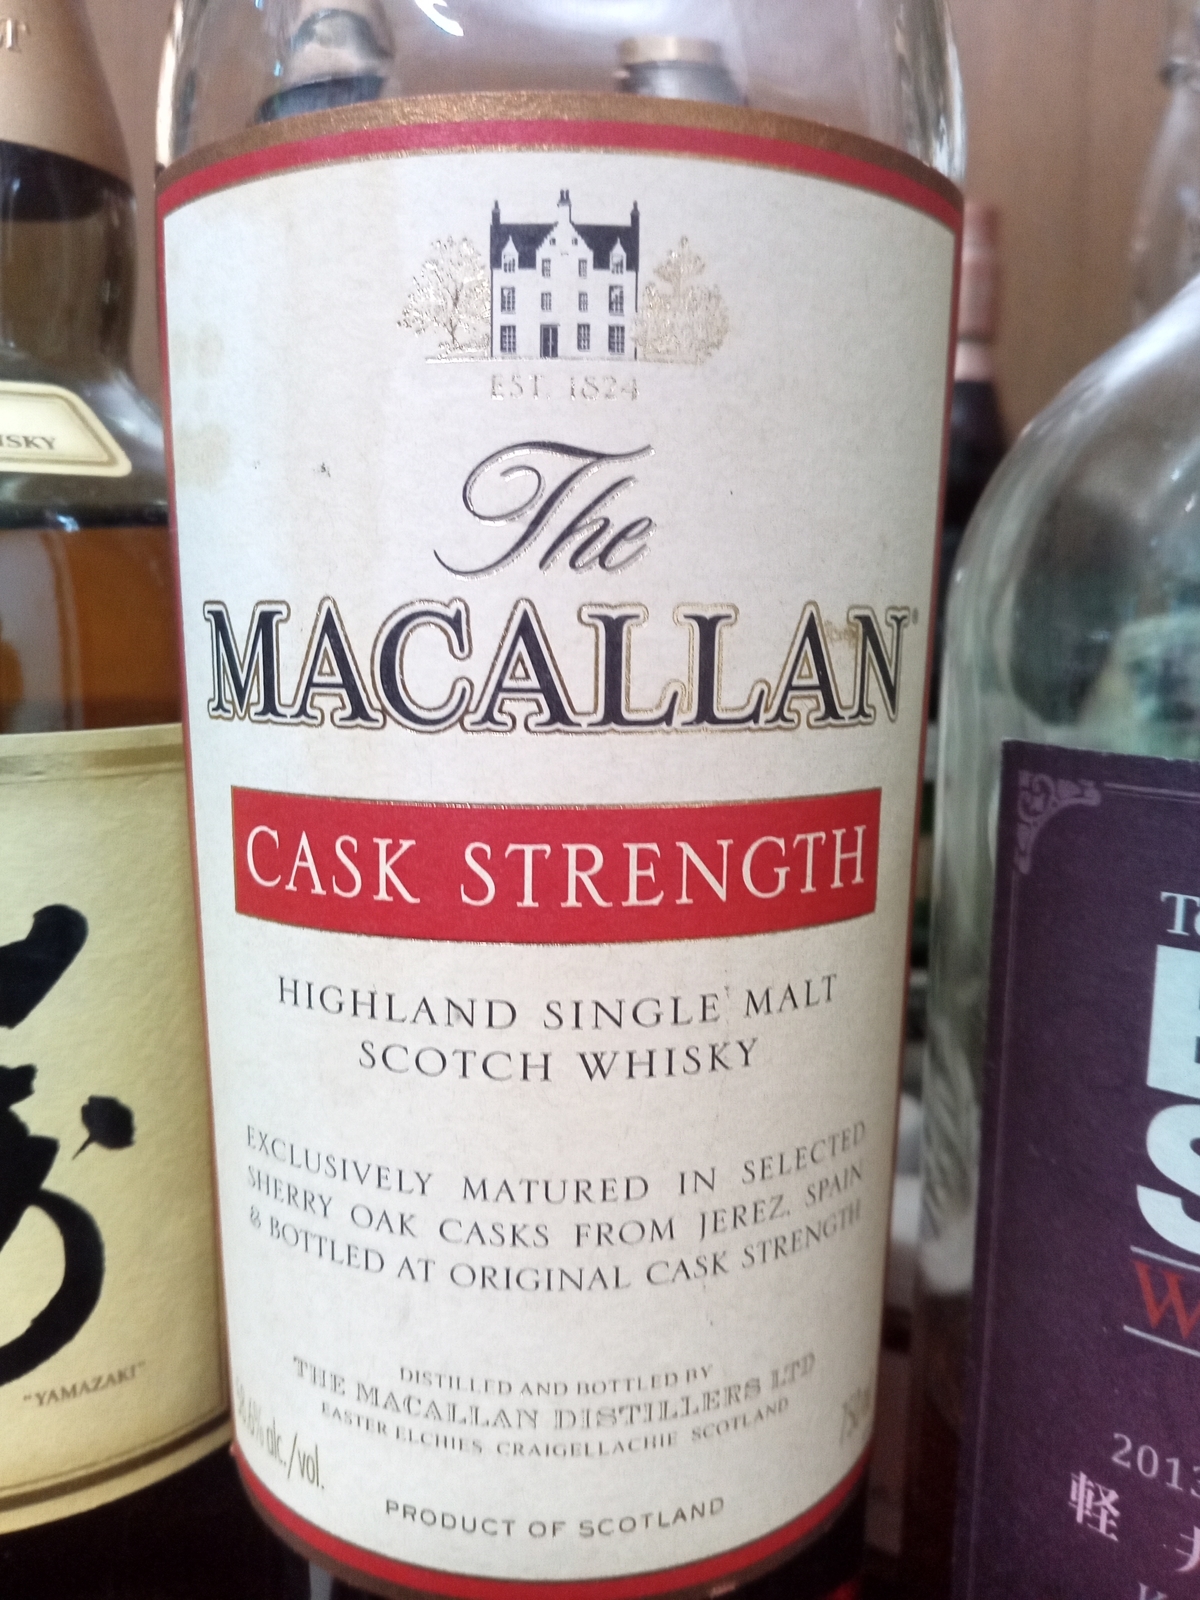 EST. 1824
The
MACALLAN
CASK STRENGTH
HIGHLAND SINGLE MALT
SCOTCH WHISKY
EXCLUSIVELY MATURED IN SELECTED
SHERRY OAK CASKS FROM JEREZ, SPAIN
& BOTTLED AT ORIGINAL CASK STRENGTH
DISTILLED AND BOTTLED BY
THE MACALLAN DISTILLERS LTD
EASTER ELCHIES CRAIGELLACHIE SCOTLAND
alc./vol.
PRODUCT OF SCOTLAND
"YAMAZAKI"
2013
軽